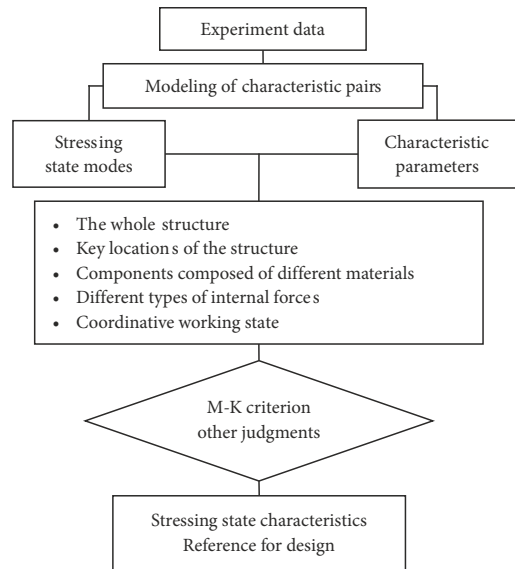 Experiment data
Modeling of characteristic pairs
Stressing
state modes
Characteristic
parameters
• The whole structure
• Key locations of the structure
• Components composed of different materials
• Different types of internal forces
• Coordinative working state
M-K criterion
other judgments
Stressing state characteristics
Reference for design